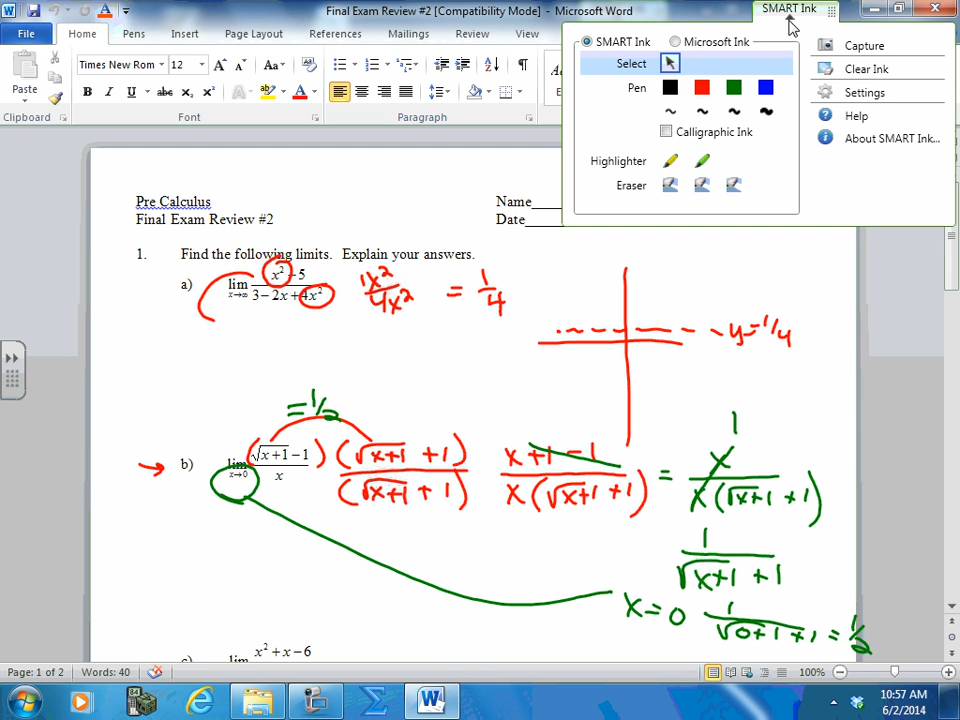 Final Exam Review #2 [Compatibility Mode] - Microsoft Word
SMART Ink
File Home Pens Insert Page Layout References Mailings Review View
SMART Ink Microsoft Ink
Select
Pen
Calligraphic Ink
Highlighter
Eraser
Capture
Clear Ink
Settings
Help
About SMART Ink...
Paste
Times New Rom 12
B I U abc
Clipboard Font Paragraph
Pre Calculus Name
Final Exam Review #2 Date
1. Find the following limits. Explain your answers.
a) lim x→∞ (x² - 5)/(3 - 2x + 4x²) 1x²/4x² = 1/4
y = 1/4
= 1/2
b) lim x→0 (√(x+1) - 1)/x (√x+1 + 1)/(√x+1 + 1) x+1-1/x(√x+1 + 1) = x/x(√x+1 + 1) 1
1/√x+1 + 1
x = 0 1/√0+1 + 1 = 1/2
c) lim x² + x - 6
Page: 1 of 2 Words: 40 100%
10:57 AM
6/2/2014